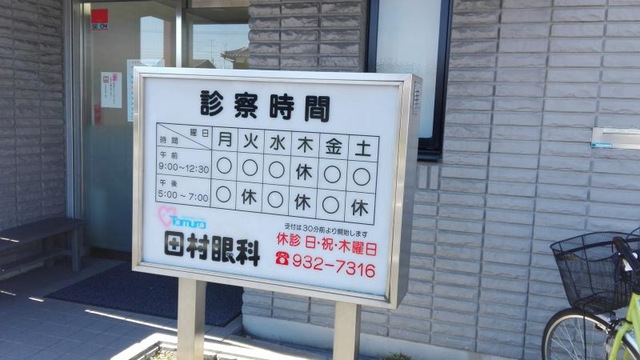 診察時間
曜日 月 火 水 木 金 土
時間
午前
9:00~12:30 ○ ○ ○ 休 ○ ○
午後
5:00~7:00 ○ 休 ○ 休 ○ 休
受付は30分前より開始します
Tamura
田村眼科
休診 日・祝・木曜日
☎932-7316